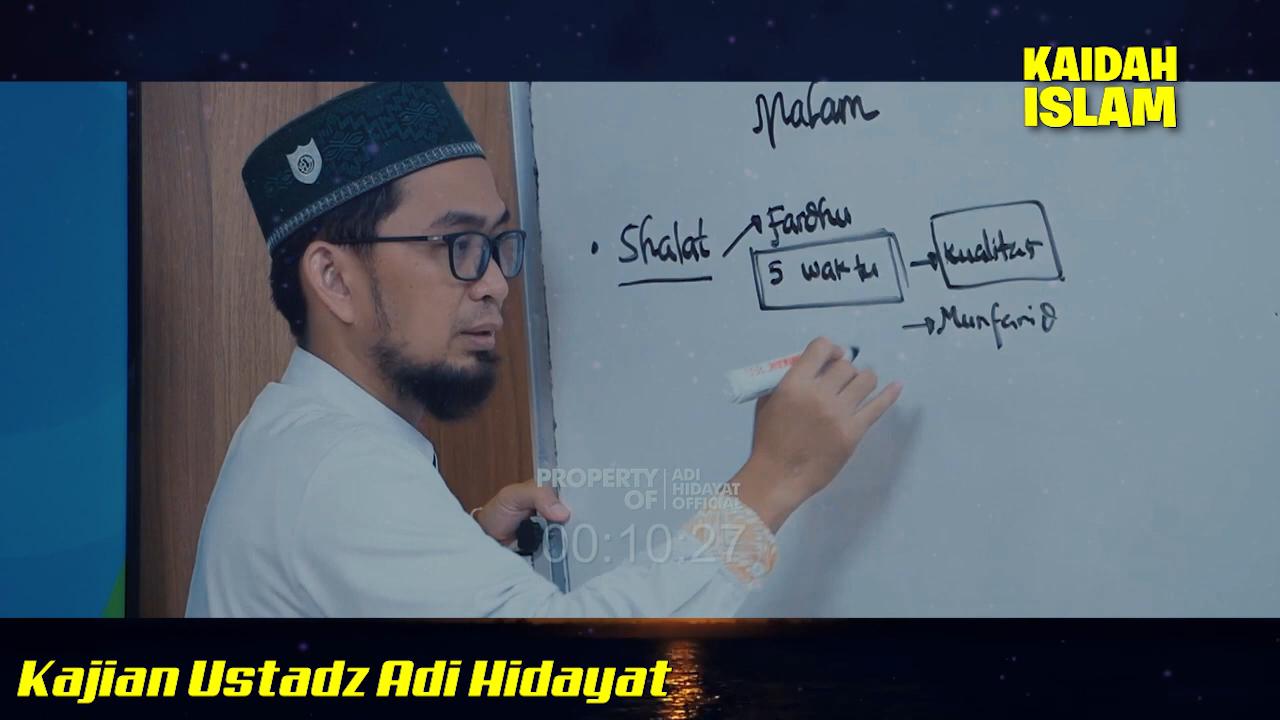 KAIDAH
ISLAM
Malam
• Shalat
Fardhu
5 waktu
→ kualitas
→ Munfarid
PROPERTY
OF
ADI
HIDAYAT
OFFICIAL
00:10:27
Kajian Ustadz Adi Hidayat